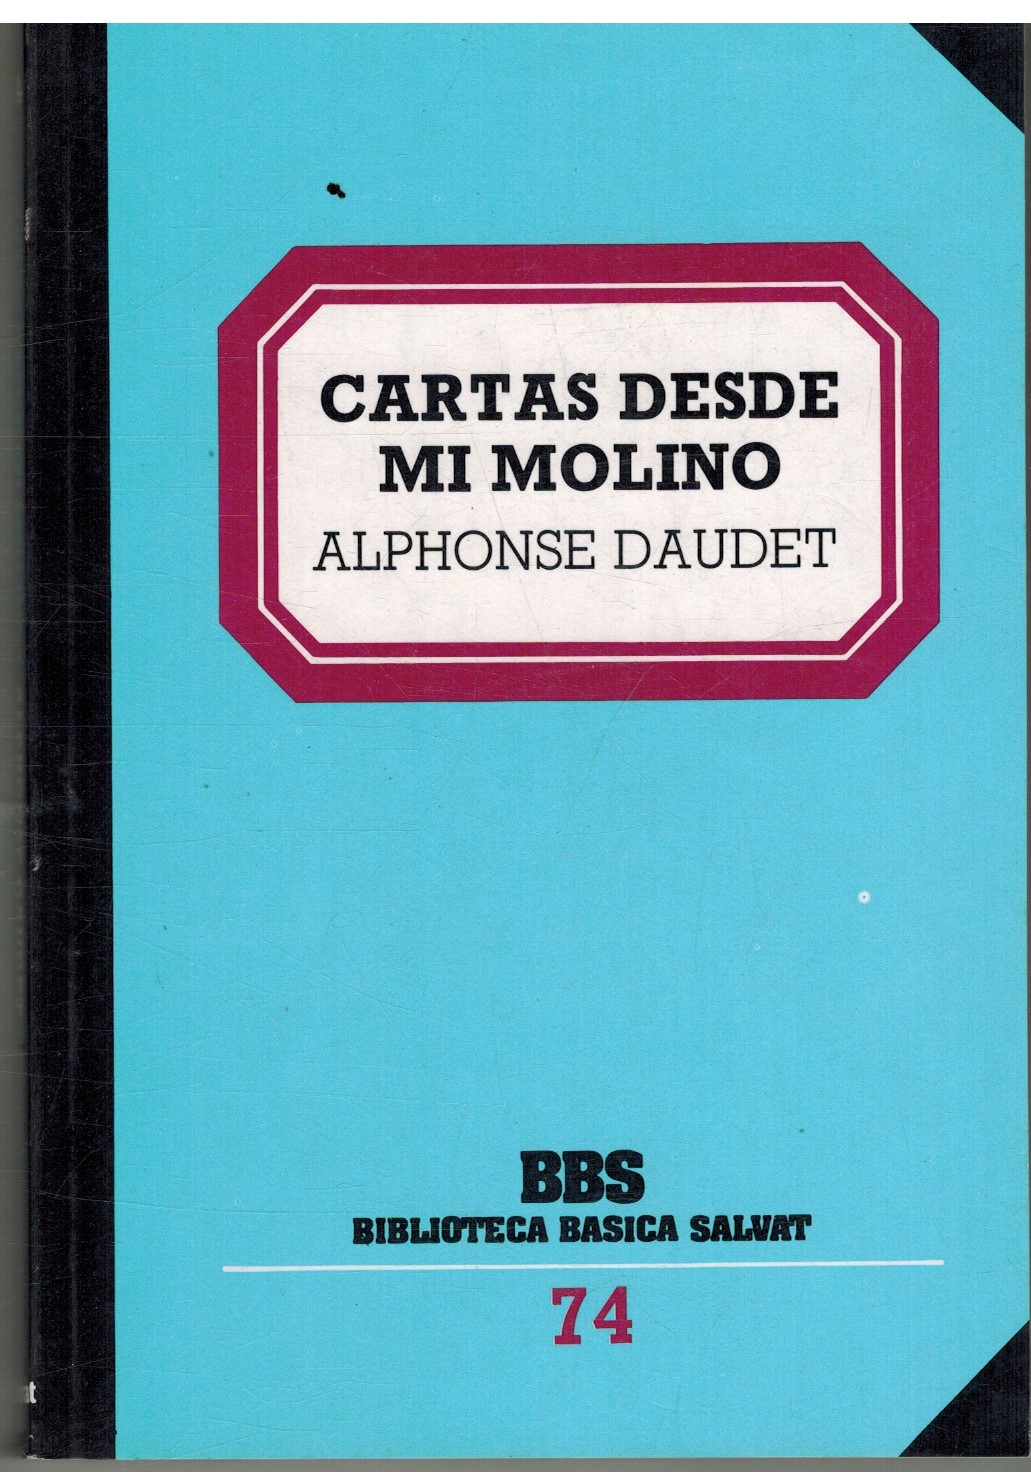 CARTAS DESDE
MI MOLINO
ALPHONSE DAUDET
BBS
BIBLIOTECA BASICA SALVAT
74